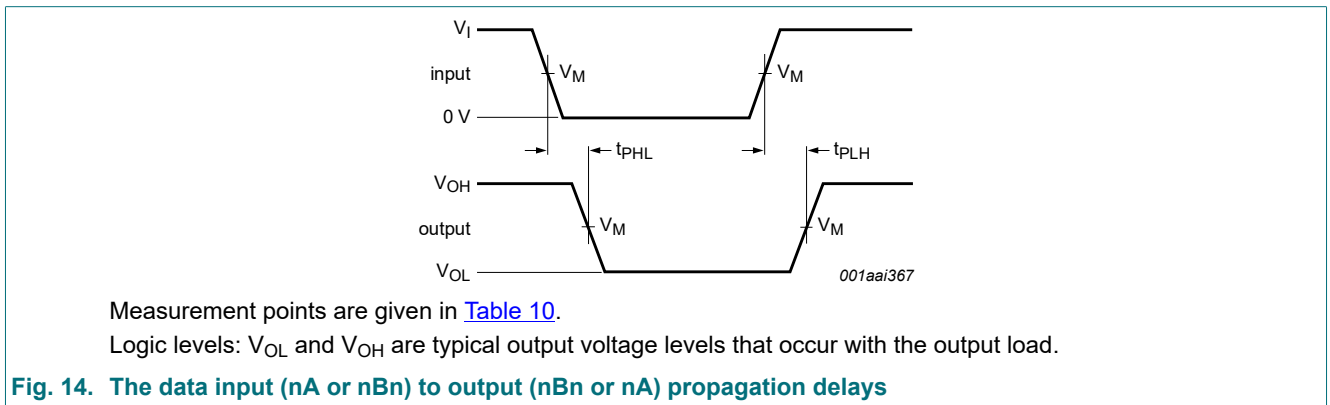 V_I
input
V_M
V_M
0 V
t_PHL
t_PLH
V_OH
output
V_M
V_M
V_OL
001aai367
Measurement points are given in Table 10.
Logic levels: V_OL and V_OH are typical output voltage levels that occur with the output load.
Fig. 14. The data input (nA or nBn) to output (nBn or nA) propagation delays